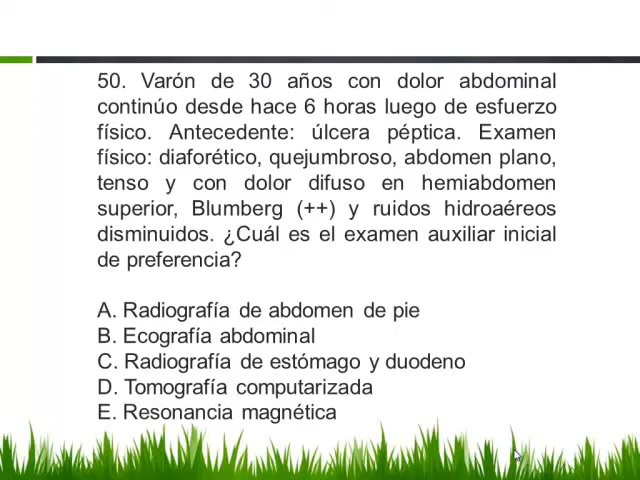 50. Varón de 30 años con dolor abdominal
continúo desde hace 6 horas luego de esfuerzo
físico. Antecedente: úlcera péptica. Examen
físico: diaforético, quejumbroso, abdomen plano,
tenso y con dolor difuso en hemiabdomen
superior, Blumberg (++) y ruidos hidroaéreos
disminuidos. ¿Cuál es el examen auxiliar inicial
de preferencia?
A. Radiografía de abdomen de pie
B. Ecografía abdominal
C. Radiografía de estómago y duodeno
D. Tomografía computarizada
E. Resonancia magnética